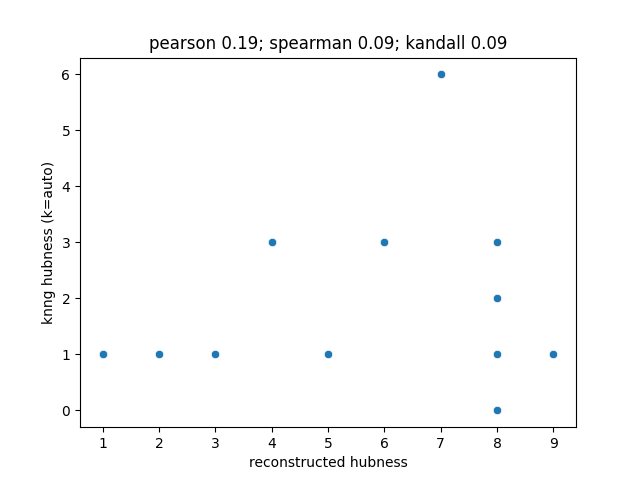 pearson 0.19; spearman 0.09; kandall 0.09
knng hubness (k=auto)
6
5
4
3
2
1
0
1 2 3 4 5 6 7 8 9
reconstructed hubness